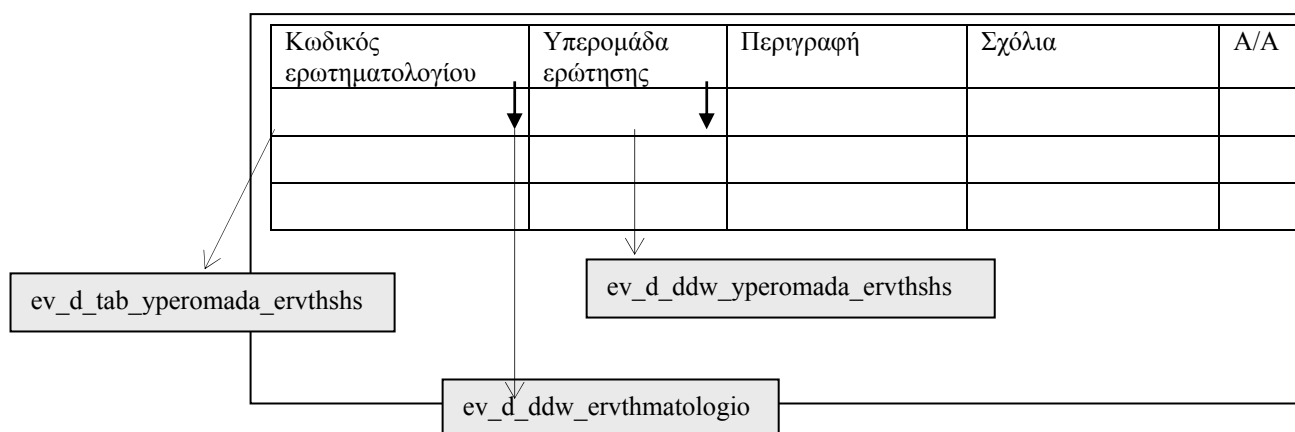 Κωδικός ερωτηματολογίου
Υπερομάδα ερώτησης
Περιγραφή
Σχόλια
Α/Α
ev_d_tab_yperomada_ervthshs
ev_d_ddw_yperomada_ervthshs
ev_d_ddw_ervthmatologio